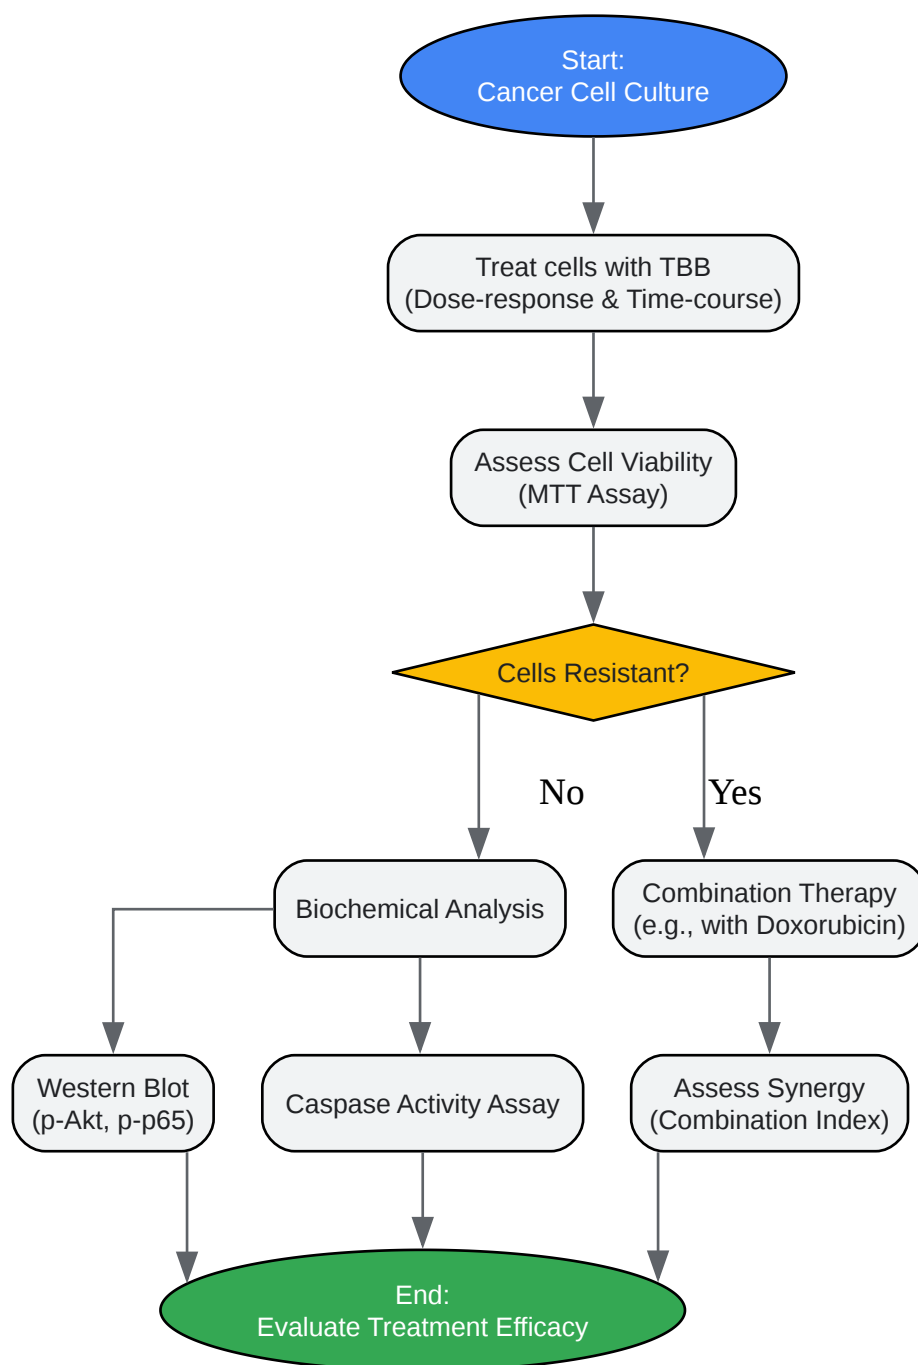 Start:
Cancer Cell Culture
Treat cells with TBB
(Dose-response & Time-course)
Assess Cell Viability
(MTT Assay)
Cells Resistant?
No
Yes
Biochemical Analysis
Combination Therapy
(e.g., with Doxorubicin)
Western Blot
(p-Akt, p-p65)
Caspase Activity Assay
Assess Synergy
(Combination Index)
End:
Evaluate Treatment Efficacy